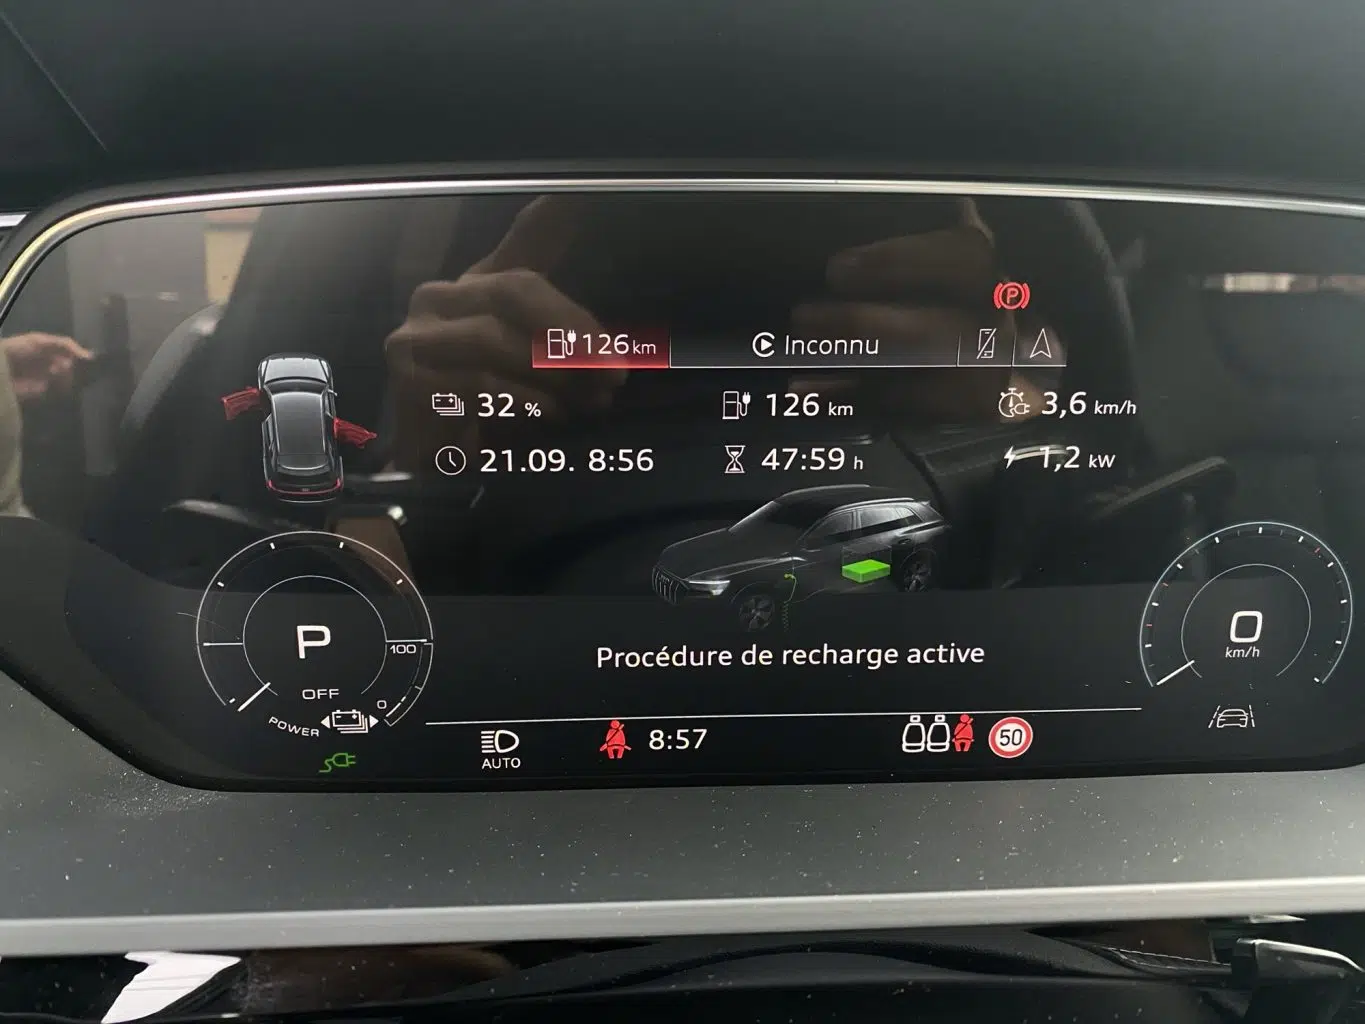 126 km
Inconnu
32 %
126 km
3,6 km/h
21.09. 8:56
47:59 h
1,2 kW
P
OFF
100
0
POWER
0
km/h
Procédure de recharge active
AUTO
8:57
50